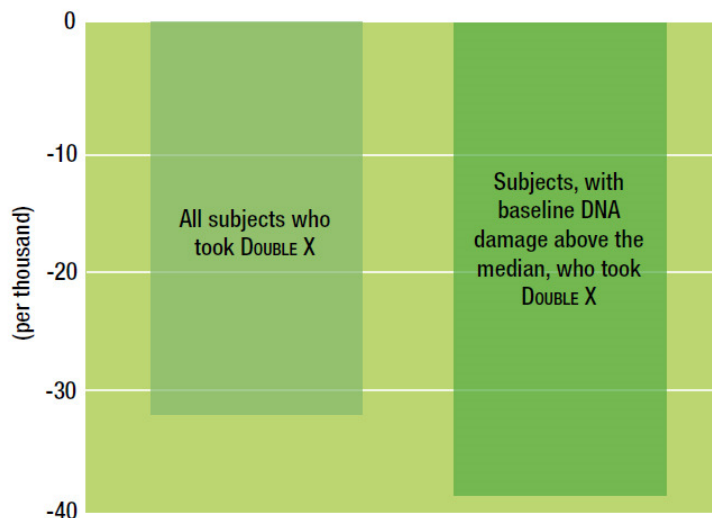 0
-10
-20
-30
-40
(per thousand)
All subjects who
took DOUBLE X
Subjects, with
baseline DNA
damage above the
median, who took
DOUBLE X